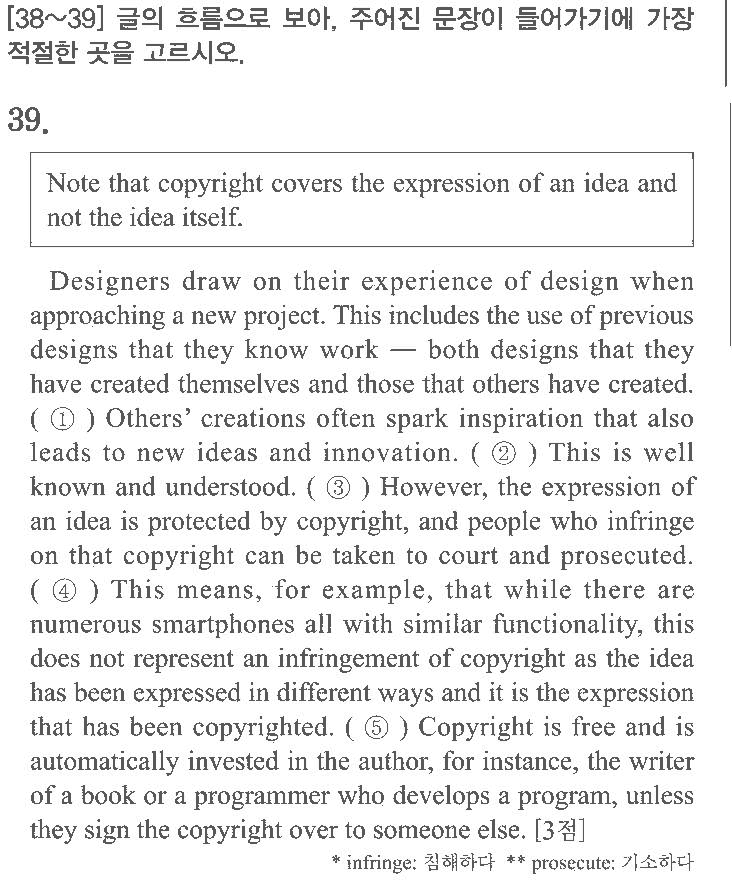 [38~39] 글의 흐름으로 보아, 주어진 문장이 들어가기에 가장
적절한 곳을 고르시오.
39.
Note that copyright covers the expression of an idea and
not the idea itself.
Designers draw on their experience of design when
approaching a new project. This includes the use of previous
designs that they know work — both designs that they
have created themselves and those that others have created.
( ① ) Others’ creations often spark inspiration that also
leads to new ideas and innovation. ( ② ) This is well
known and understood. ( ③ ) However, the expression of
an idea is protected by copyright, and people who infringe
on that copyright can be taken to court and prosecuted.
( ④ ) This means, for example, that while there are
numerous smartphones all with similar functionality, this
does not represent an infringement of copyright as the idea
has been expressed in different ways and it is the expression
that has been copyrighted. ( ⑤ ) Copyright is free and is
automatically invested in the author, for instance, the writer
of a book or a programmer who develops a program, unless
they sign the copyright over to someone else. [3점]
* infringe: 침해하다 ** prosecute: 기소하다